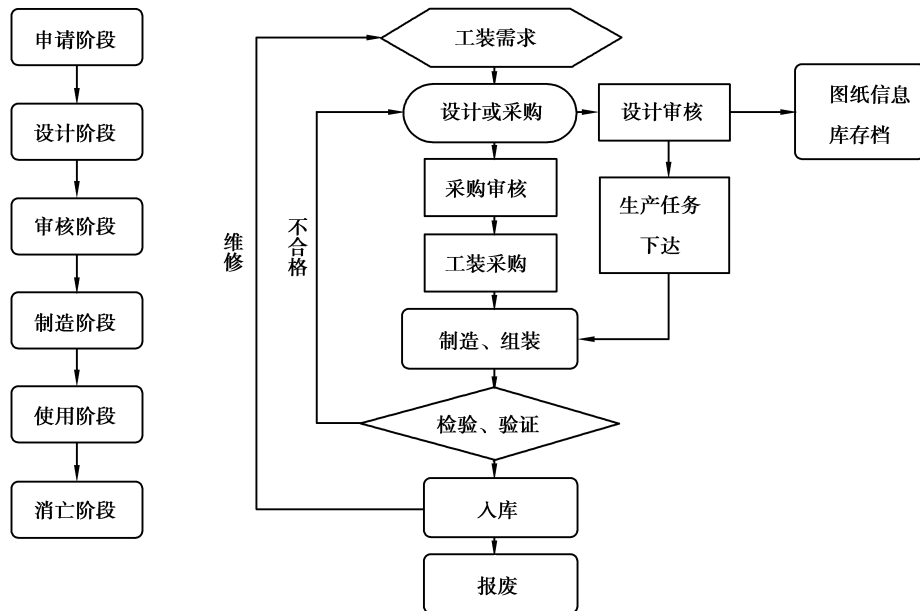 申请阶段
设计阶段
审核阶段
制造阶段
使用阶段
消亡阶段
工装需求
设计或采购
设计审核
图纸信息
库存档
采购审核
生产任务
下达
工装采购
维修
不合格
制造、组装
检验、验证
入库
报废